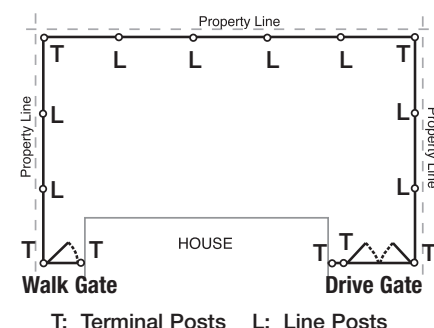 Property Line
T
T
L
L
L
L
Property Line
L
L
L
L
Property Line
T
T
HOUSE
T
T
T
Walk Gate
Drive Gate
T: Terminal Posts L: Line Posts